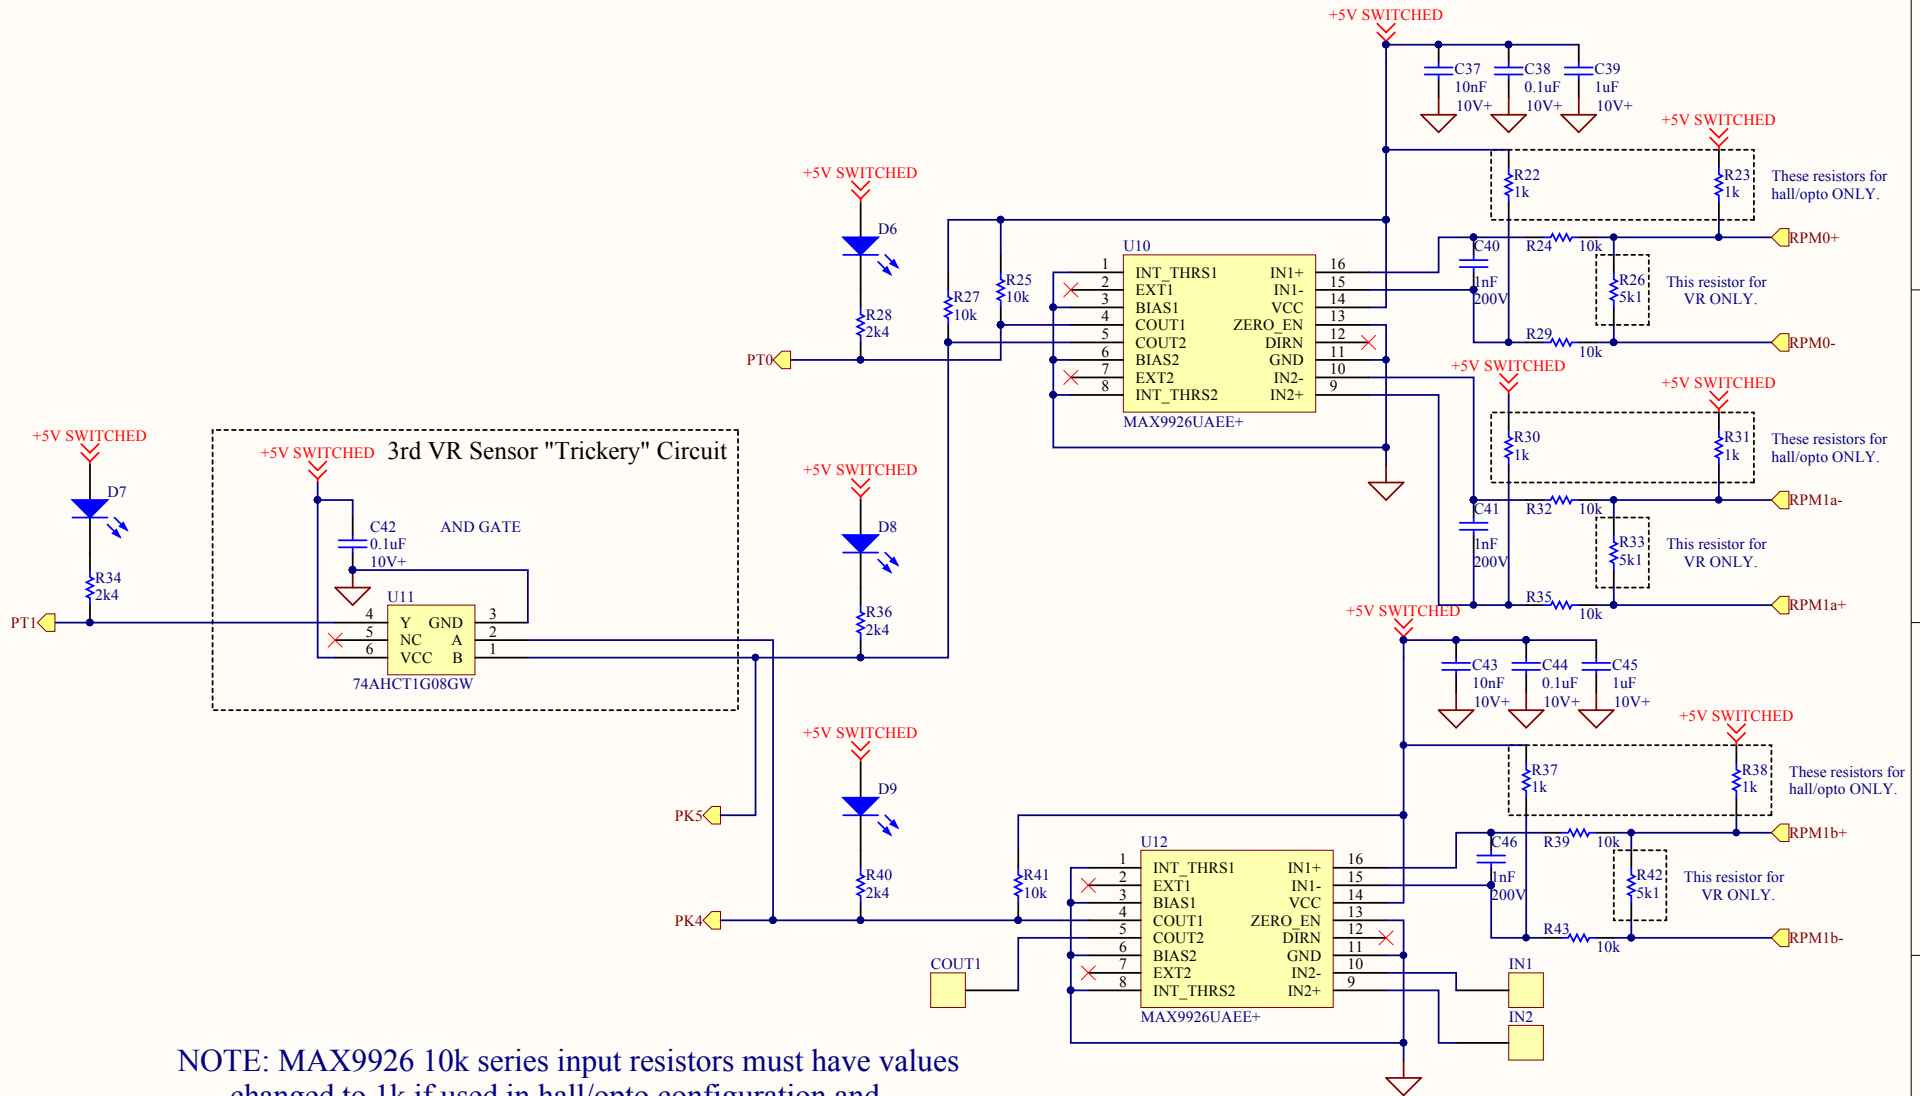 +5V SWITCHED
C37
10nF
10V+
C38
0.1uF
10V+
C39
1uF
10V+
+5V SWITCHED
R22
1k
R23
1k
These resistors for
hall/opto ONLY.
+5V SWITCHED
D6
R28
2k4
PT0
R27
10k
R25
10k
U10
1
2
3
4
5
6
7
8
INT_THRS1
EXT1
BIAS1
COUT1
COUT2
BIAS2
EXT2
INT_THRS2
IN1+
IN1-
VCC
ZERO_EN
DIRN
GND
IN2-
IN2+
16
15
14
13
12
11
10
9
MAX9926UAEE+
C40
1nF
200V
R24
10k
RPM0+
R26
5k1
This resistor for
VR ONLY.
R29
10k
RPM0-
+5V SWITCHED
+5V SWITCHED
R30
1k
R31
1k
These resistors for
hall/opto ONLY.
C41
1nF
200V
R32
10k
RPM1a-
R33
5k1
This resistor for
VR ONLY.
R35
10k
RPM1a+
+5V SWITCHED
D7
R34
2k4
PT1
+5V SWITCHED
3rd VR Sensor "Trickery" Circuit
C42
0.1uF
10V+
AND GATE
U11
4
5
6
Y
NC
VCC
GND
A
B
3
2
1
74AHCT1G08GW
+5V SWITCHED
D8
R36
2k4
+5V SWITCHED
C43
10nF
10V+
C44
0.1uF
10V+
C45
1uF
10V+
+5V SWITCHED
R37
1k
R38
1k
These resistors for
hall/opto ONLY.
+5V SWITCHED
D9
R40
2k4
PK5
PK4
R41
10k
U12
1
2
3
4
5
6
7
8
INT_THRS1
EXT1
BIAS1
COUT1
COUT2
BIAS2
EXT2
INT_THRS2
IN1+
IN1-
VCC
ZERO_EN
DIRN
GND
IN2-
IN2+
16
15
14
13
12
11
10
9
MAX9926UAEE+
C46
1nF
200V
R39
10k
RPM1b+
R42
5k1
This resistor for
VR ONLY.
R43
10k
RPM1b-
COUT1
IN1
IN2
NOTE: MAX9926 10k series input resistors must have values
changed to 1k if used in hall/opto configuration and